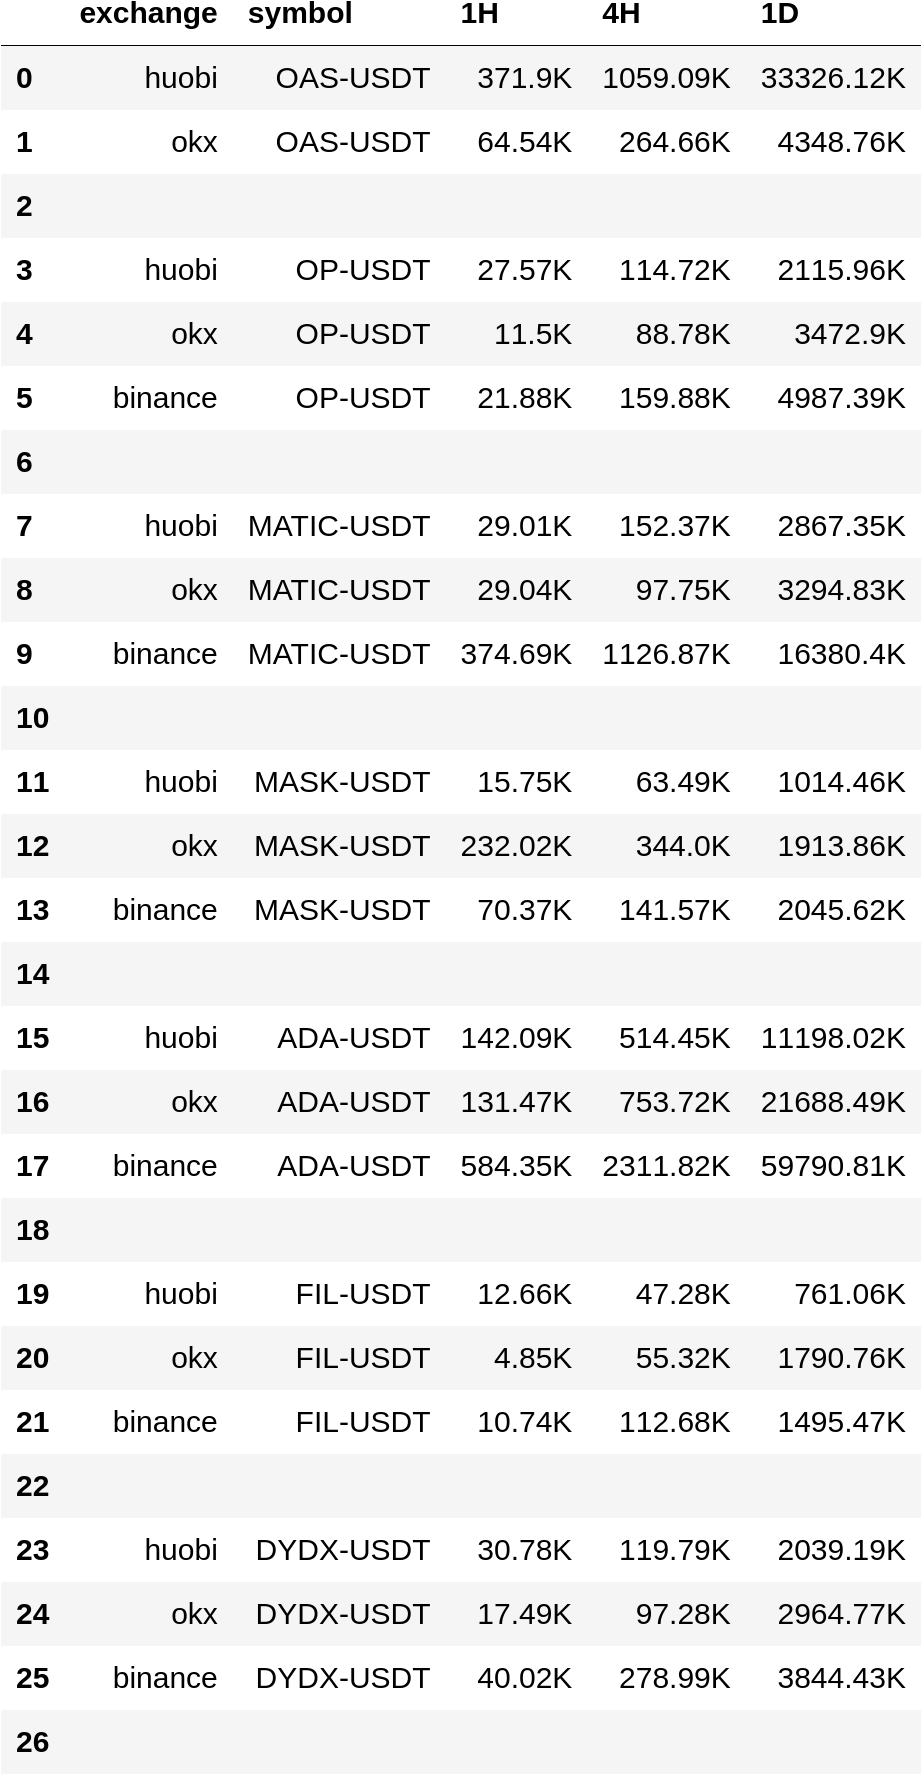 exchange symbol 1H 4H 1D
0 huobi OAS-USDT 371.9K 1059.09K 33326.12K
1 okx OAS-USDT 64.54K 264.66K 4348.76K
2
3 huobi OP-USDT 27.57K 114.72K 2115.96K
4 okx OP-USDT 11.5K 88.78K 3472.9K
5 binance OP-USDT 21.88K 159.88K 4987.39K
6
7 huobi MATIC-USDT 29.01K 152.37K 2867.35K
8 okx MATIC-USDT 29.04K 97.75K 3294.83K
9 binance MATIC-USDT 374.69K 1126.87K 16380.4K
10
11 huobi MASK-USDT 15.75K 63.49K 1014.46K
12 okx MASK-USDT 232.02K 344.0K 1913.86K
13 binance MASK-USDT 70.37K 141.57K 2045.62K
14
15 huobi ADA-USDT 142.09K 514.45K 11198.02K
16 okx ADA-USDT 131.47K 753.72K 21688.49K
17 binance ADA-USDT 584.35K 2311.82K 59790.81K
18
19 huobi FIL-USDT 12.66K 47.28K 761.06K
20 okx FIL-USDT 4.85K 55.32K 1790.76K
21 binance FIL-USDT 10.74K 112.68K 1495.47K
22
23 huobi DYDX-USDT 30.78K 119.79K 2039.19K
24 okx DYDX-USDT 17.49K 97.28K 2964.77K
25 binance DYDX-USDT 40.02K 278.99K 3844.43K
26